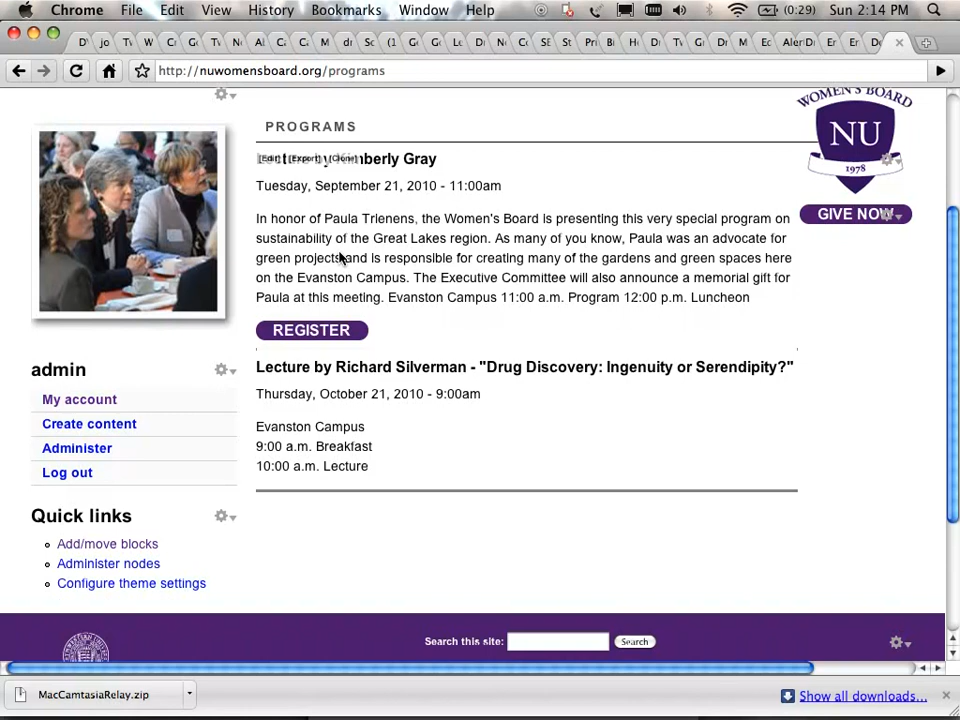 Chrome File Edit View History Bookmarks Window Help (0:29) Sun 2:14 PM
http://nuwomensboard.org/programs
WOMEN'S BOARD
NU
1978
GIVE NOW
PROGRAMS
[Edit] [Export] [Clone] Kimberly Gray
Tuesday, September 21, 2010 - 11:00am
In honor of Paula Trienens, the Women's Board is presenting this very special program on
sustainability of the Great Lakes region. As many of you know, Paula was an advocate for
green projects and is responsible for creating many of the gardens and green spaces here
on the Evanston Campus. The Executive Committee will also announce a memorial gift for
Paula at this meeting. Evanston Campus 11:00 a.m. Program 12:00 p.m. Luncheon
REGISTER
Lecture by Richard Silverman - "Drug Discovery: Ingenuity or Serendipity?"
Thursday, October 21, 2010 - 9:00am
Evanston Campus
9:00 a.m. Breakfast
10:00 a.m. Lecture
admin
My account
Create content
Administer
Log out
Quick links
Add/move blocks
Administer nodes
Configure theme settings
Search this site:
Search
MacCamtasiaRelay.zip
Show all downloads...